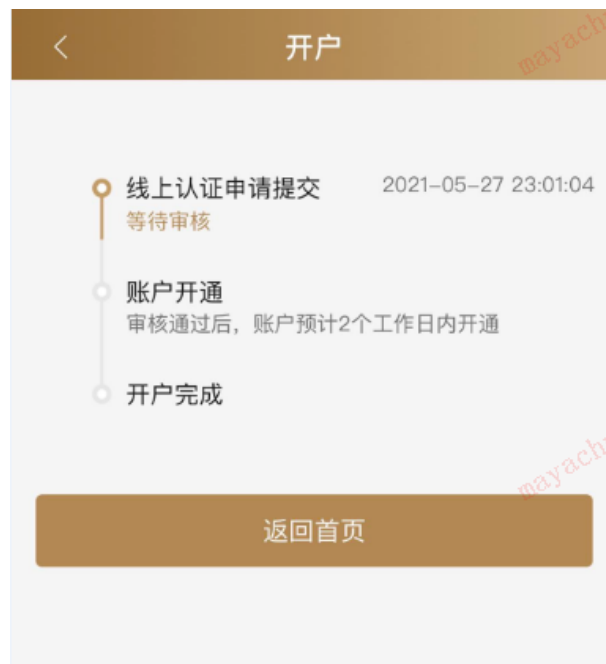 开户
线上认证申请提交 2021-05-27 23:01:04
等待审核
账户开通
审核通过后，账户预计2个工作日内开通
开户完成
返回首页
mayach
mayach